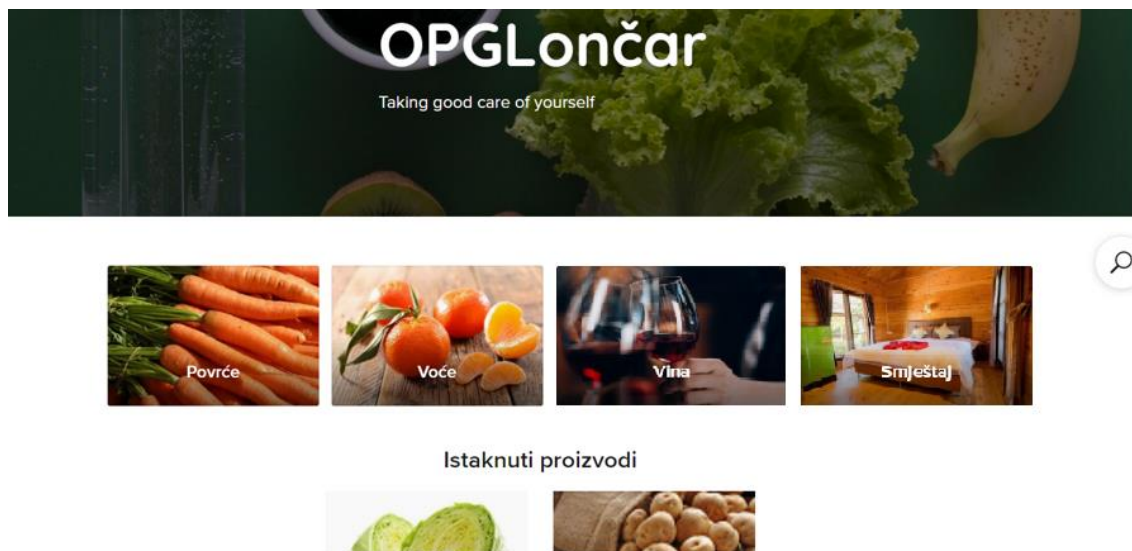 OPGLončar
Taking good care of yourself
Povrće
Voće
Vina
Smještaj
Istaknuti proizvodi